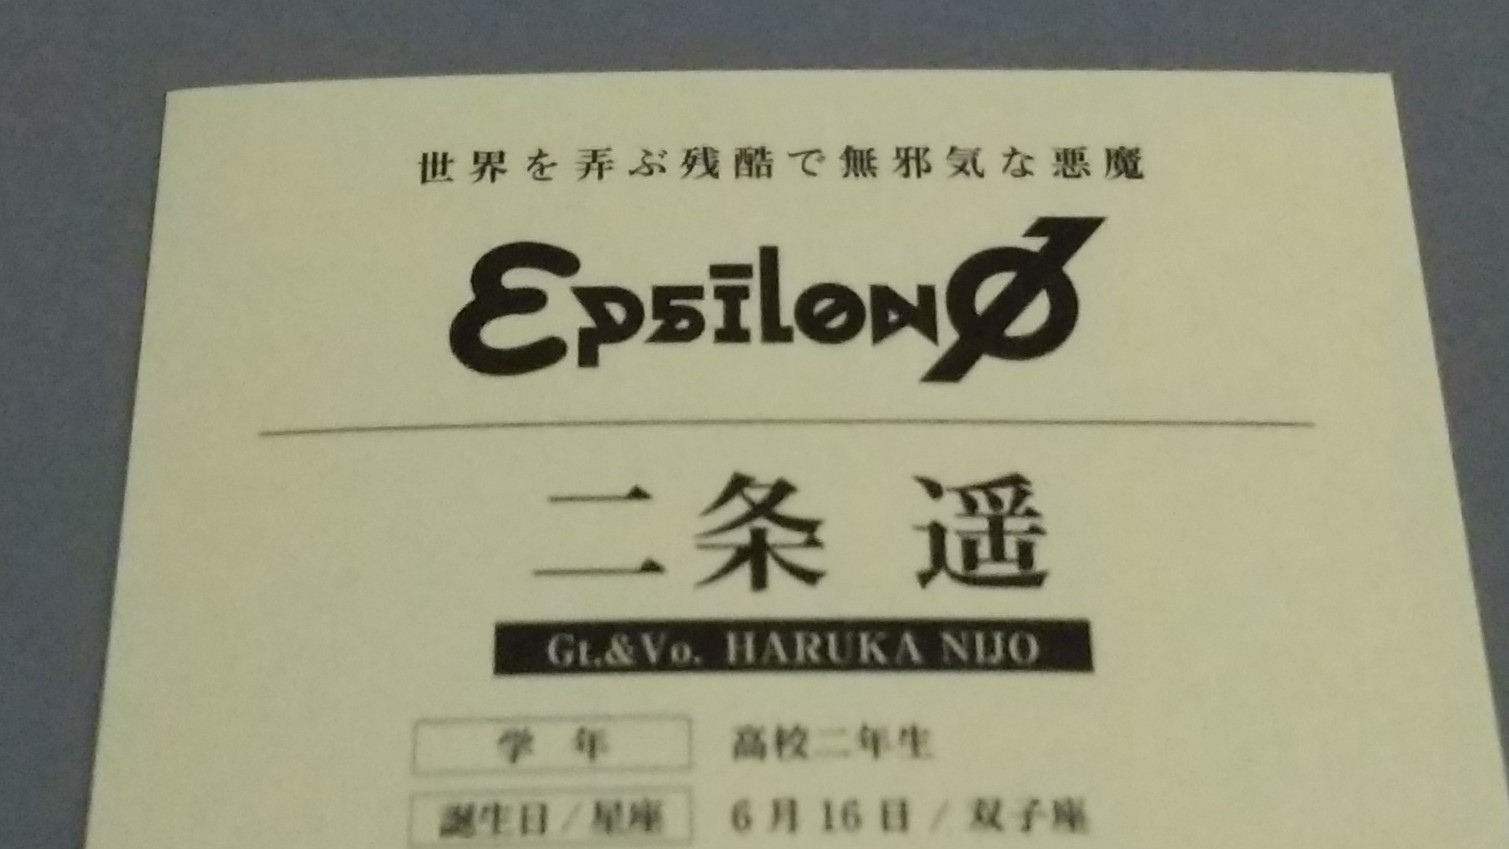 世界を弄ぶ残酷で無邪気な悪魔
EpsilonΦ
二条 遥
Gt.&Vo. HARUKA NIJO
学年 高校二年生
誕生日/星座 6月16日/双子座